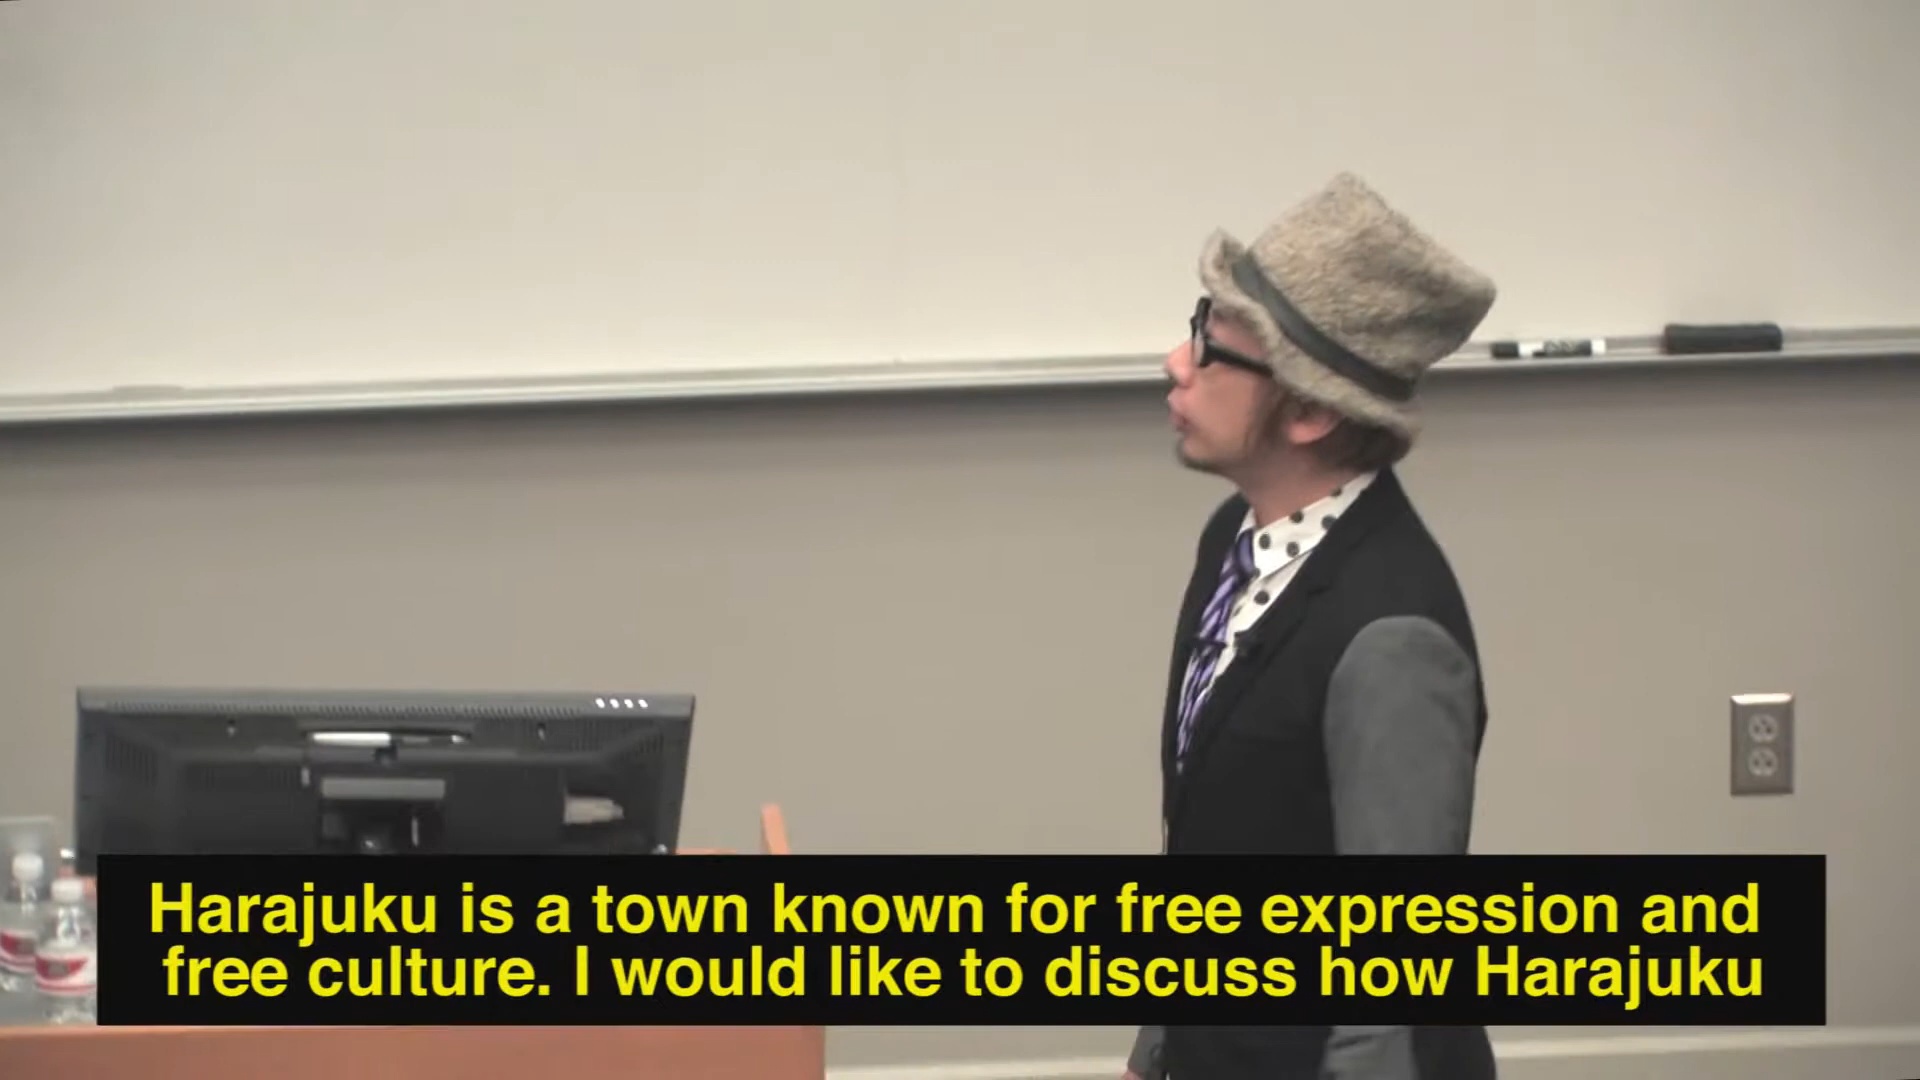 Harajuku is a town known for free expression and
free culture. I would like to discuss how Harajuku